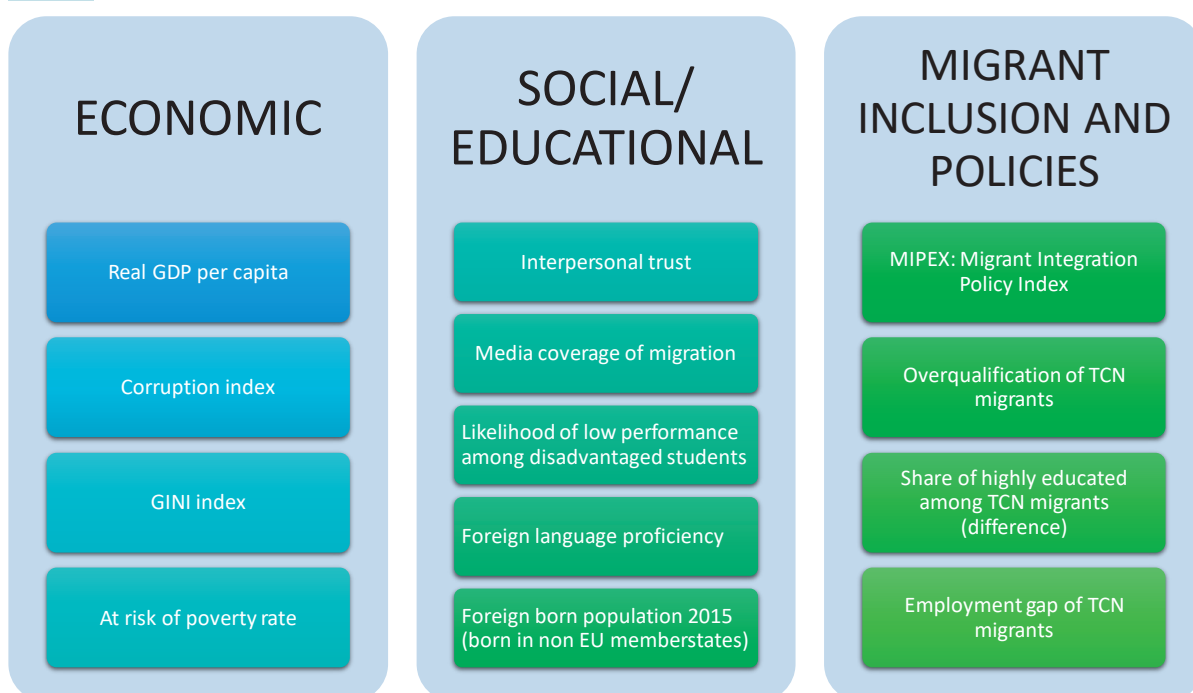 ECONOMIC
Real GDP per capita
Corruption index
GINI index
At risk of poverty rate
SOCIAL/
EDUCATIONAL
Interpersonal trust
Media coverage of migration
Likelihood of low performance
among disadvantaged students
Foreign language proficiency
Foreign born population 2015
(born in non EU memberstates)
MIGRANT
INCLUSION AND
POLICIES
MIPEX: Migrant Integration
Policy Index
Overqualification of TCN
migrants
Share of highly educated
among TCN migrants
(difference)
Employment gap of TCN
migrants